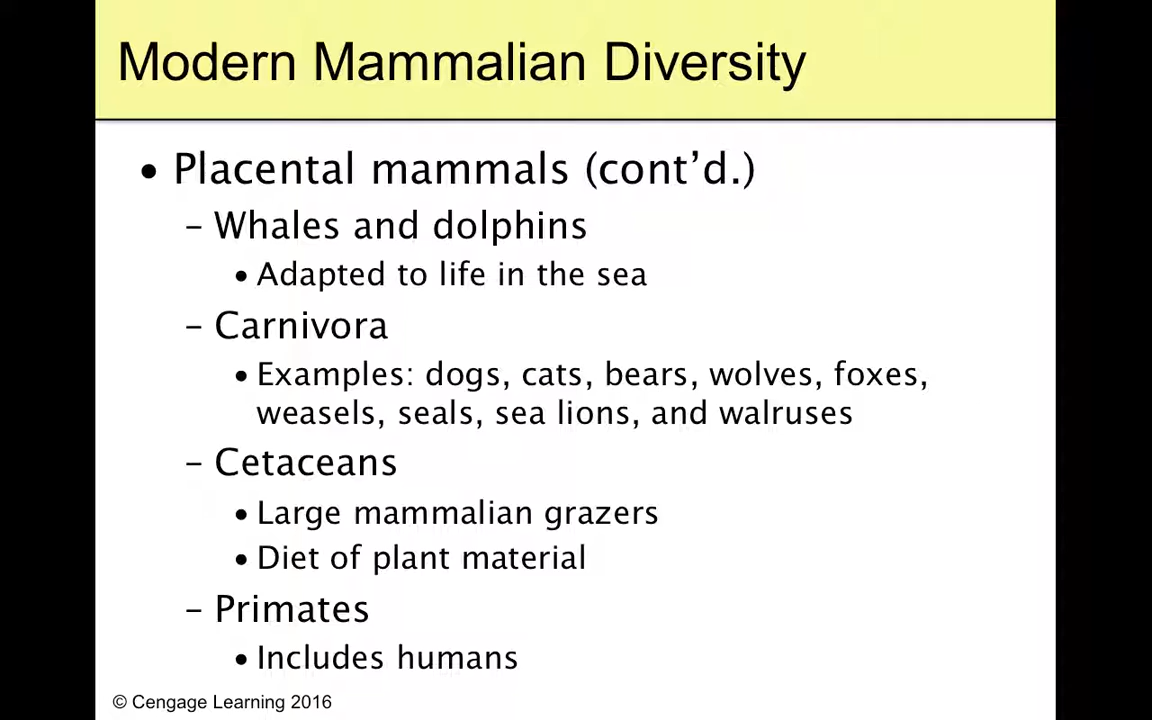 Modern Mammalian Diversity
• Placental mammals (cont’d.)
– Whales and dolphins
• Adapted to life in the sea
– Carnivora
• Examples: dogs, cats, bears, wolves, foxes,
weasels, seals, sea lions, and walruses
– Cetaceans
• Large mammalian grazers
• Diet of plant material
– Primates
• Includes humans
© Cengage Learning 2016